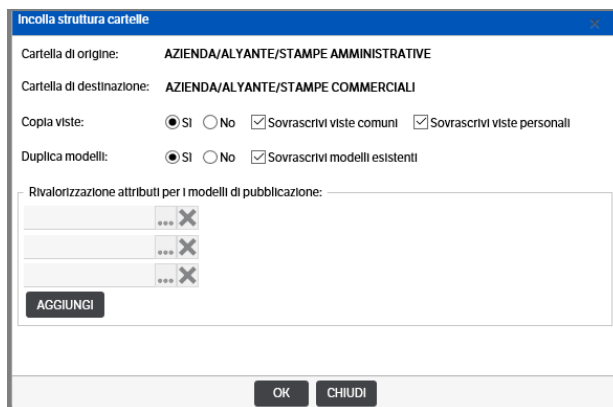 Incolla struttura cartelle
Cartella di origine: AZIENDA/ALYANTE/STAMPE AMMINISTRATIVE
Cartella di destinazione: AZIENDA/ALYANTE/STAMPE COMMERCIALI
Copia viste: Sì No Sovrascrivi viste comuni Sovrascrivi viste personali
Duplica modelli: Sì No Sovrascrivi modelli esistenti
Rivalorizzazione attributi per i modelli di pubblicazione:
...
...
...
AGGIUNGI
OK CHIUDI